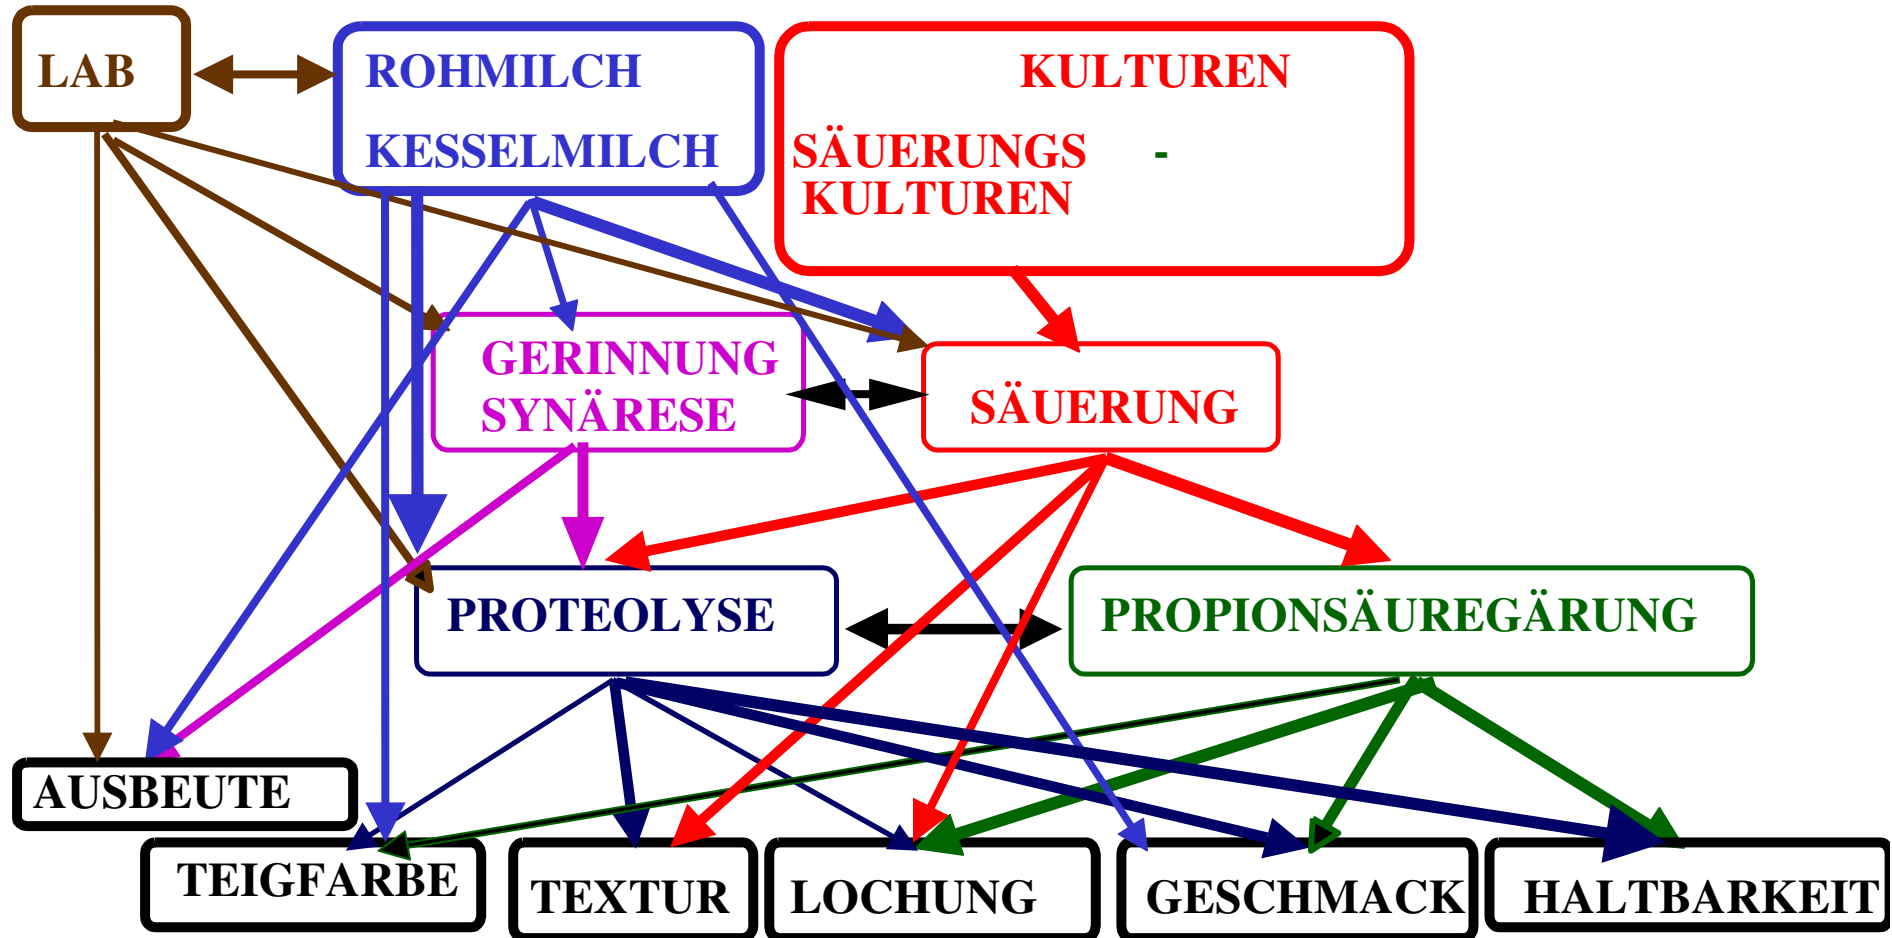 LAB
ROHMILCH
KESSELMILCH
KULTUREN
SÄUERUNGS -
KULTUREN
GERINNUNG
SYNÄRESE
SÄUERUNG
PROTEOLYSE
PROPIONSÄUREGÄRUNG
AUSBEUTE
TEIGFARBE
TEXTUR
LOCHUNG
GESCHMACK
HALTBARKEIT